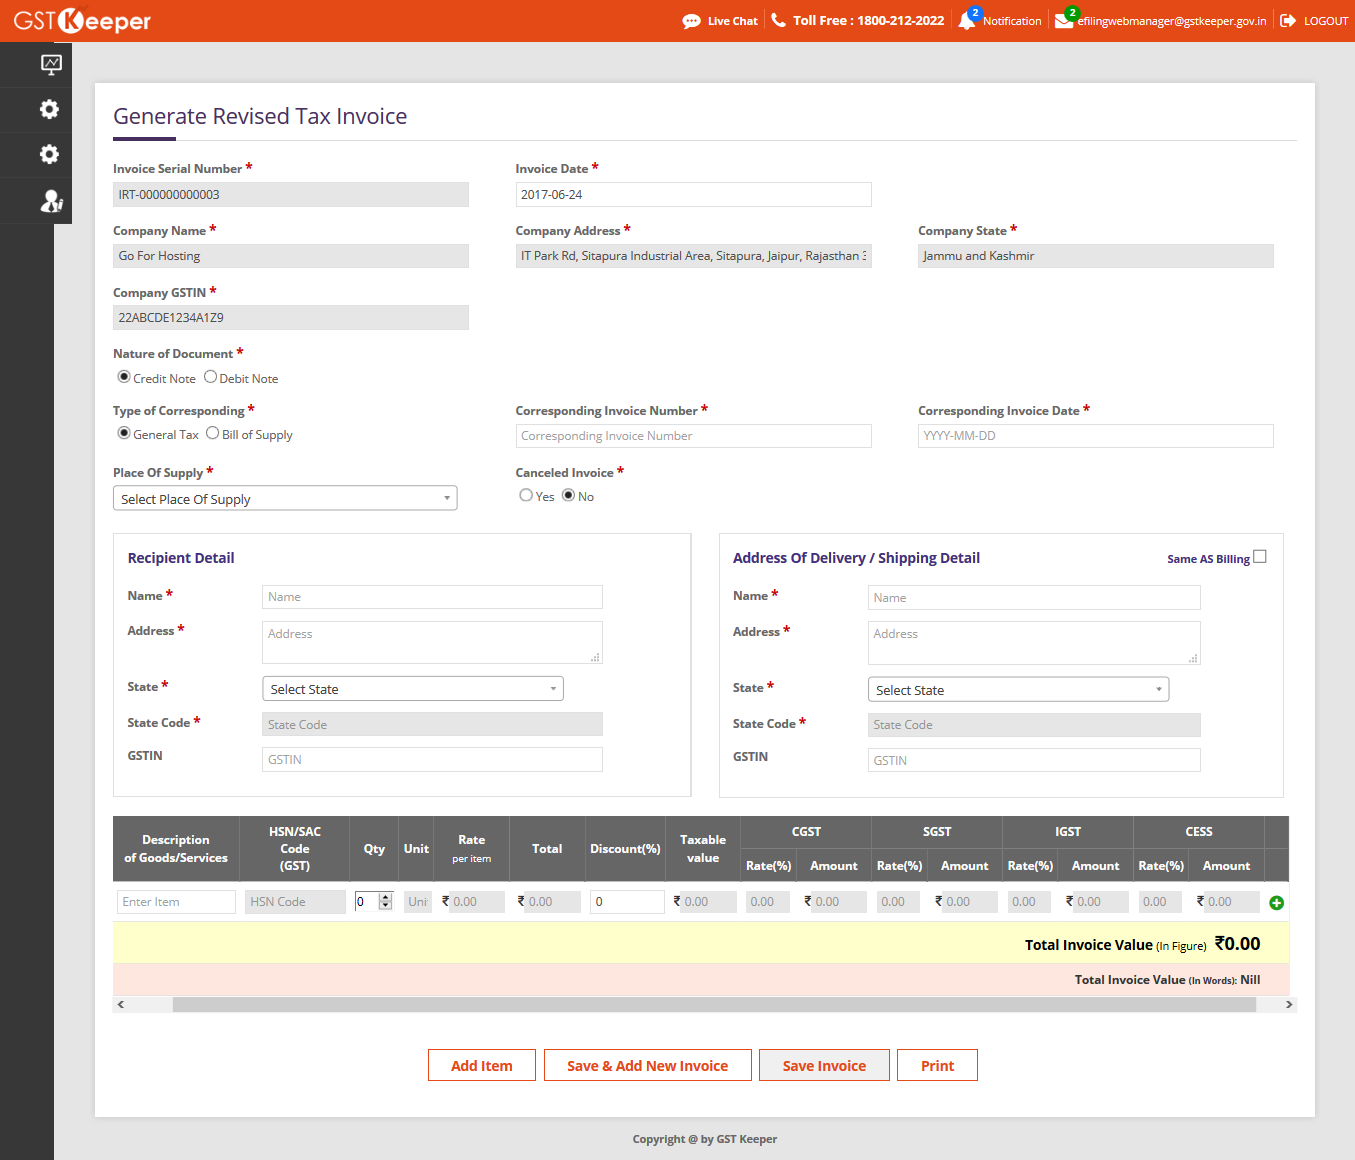 GST Keeper
Live Chat
Toll Free : 1800-212-2022
2
Notification
2
efilingwebmanager@gstkeeper.gov.in
LOGOUT
Generate Revised Tax Invoice
Invoice Serial Number *
Invoice Date *
IRT-000000000003
2017-06-24
Company Name *
Company Address *
Company State *
Go For Hosting
IT Park Rd, Sitapura Industrial Area, Sitapura, Jaipur, Rajasthan
Jammu and Kashmir
Company GSTIN *
22ABCDE1234A1Z9
Nature of Document *
Credit Note Debit Note
Type of Corresponding *
Corresponding Invoice Number *
Corresponding Invoice Date *
General Tax Bill of Supply
Corresponding Invoice Number
YYYY-MM-DD
Place Of Supply *
Canceled Invoice *
Select Place Of Supply
Yes No
Recipient Detail
Name *
Name
Address *
Address
State *
Select State
State Code *
State Code
GSTIN
GSTIN
Address Of Delivery / Shipping Detail
Same AS Billing
Name *
Name
Address *
Address
State *
Select State
State Code *
State Code
GSTIN
GSTIN
Description of Goods/Services
HSN/SAC Code (GST)
Qty
Unit
Rate per item
Total
Discount(%)
Taxable value
CGST
SGST
IGST
CESS
Rate(%) Amount Rate(%) Amount Rate(%) Amount Rate(%) Amount
Enter Item HSN Code 0 Uni ₹ 0.00 ₹ 0.00 0 ₹ 0.00 0.00 ₹ 0.00 0.00 ₹ 0.00 0.00 ₹ 0.00 0.00 ₹ 0.00
Total Invoice Value (In Figure) ₹0.00
Total Invoice Value (In Words): Nill
Add Item
Save & Add New Invoice
Save Invoice
Print
Copyright @ by GST Keeper